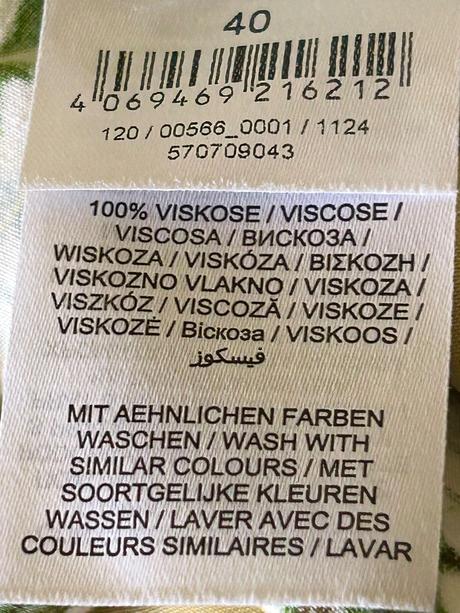 40
4 069469 216212
120 / 00566_0001 / 1124
570709043
100% VISKOSE / VISCOSE /
VISCOSA / ВИСКОЗА /
WISKOZA / VISKÓZA / ΒΙΣΚΟΖΗ /
VISKOZNO VLAKNO / VISKOZA /
VISZKÓZ / VISCOZĂ / VISKOZE /
VISKOZĖ / Віскоза / VISKOOS /
فيسكوز
MIT AEHNLICHEN FARBEN
WASCHEN / WASH WITH
SIMILAR COLOURS / MET
SOORTGELIJKE KLEUREN
WASSEN / LAVER AVEC DES
COULEURS SIMILAIRES / LAVAR